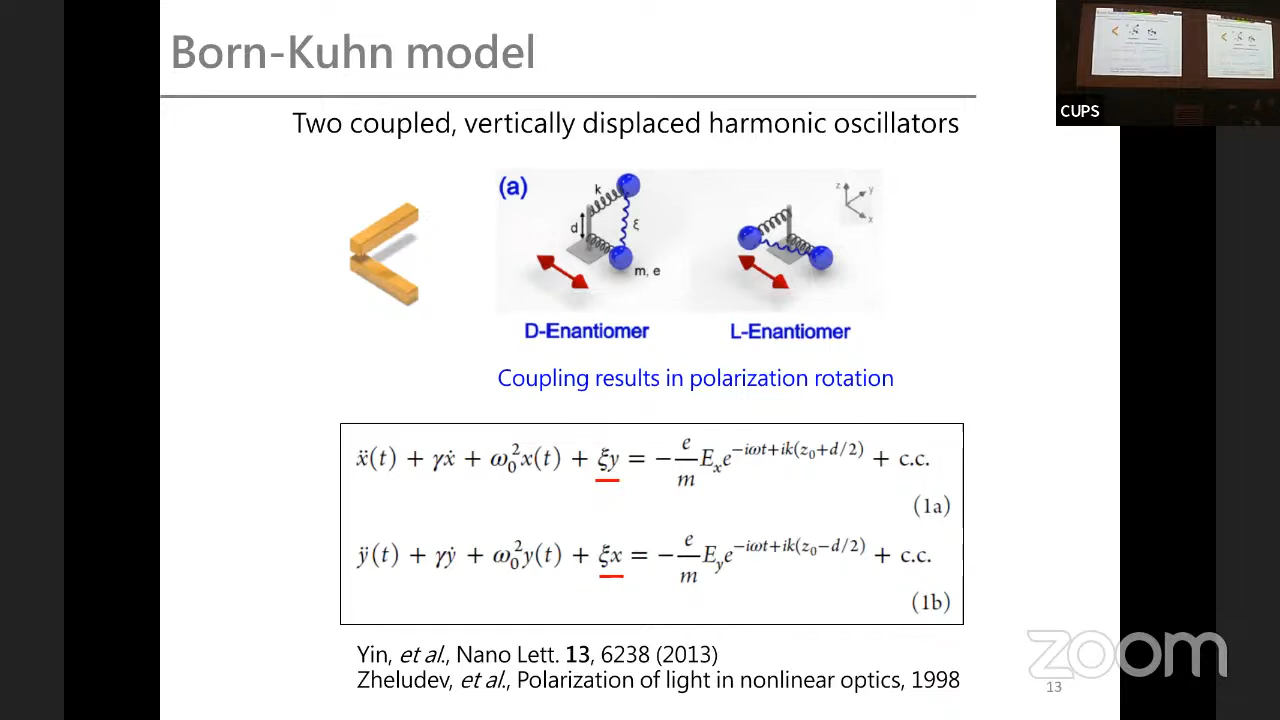 Born-Kuhn model
CUPS
Two coupled, vertically displaced harmonic oscillators
(a)
k
d
ξ
m, e
z
y
x
D-Enantiomer
L-Enantiomer
Coupling results in polarization rotation
ẍ(t) + γẋ + ω₀²x(t) + ξy = −(e/m) Eₓe^{−iωt+ik(z₀+d/2)} + c.c.
(1a)
ÿ(t) + γẏ + ω₀²y(t) + ξx = −(e/m) E_y e^{−iωt+ik(z₀−d/2)} + c.c.
(1b)
Yin, et al., Nano Lett. 13, 6238 (2013)
Zheludev, et al., Polarization of light in nonlinear optics, 1998
zoom
13